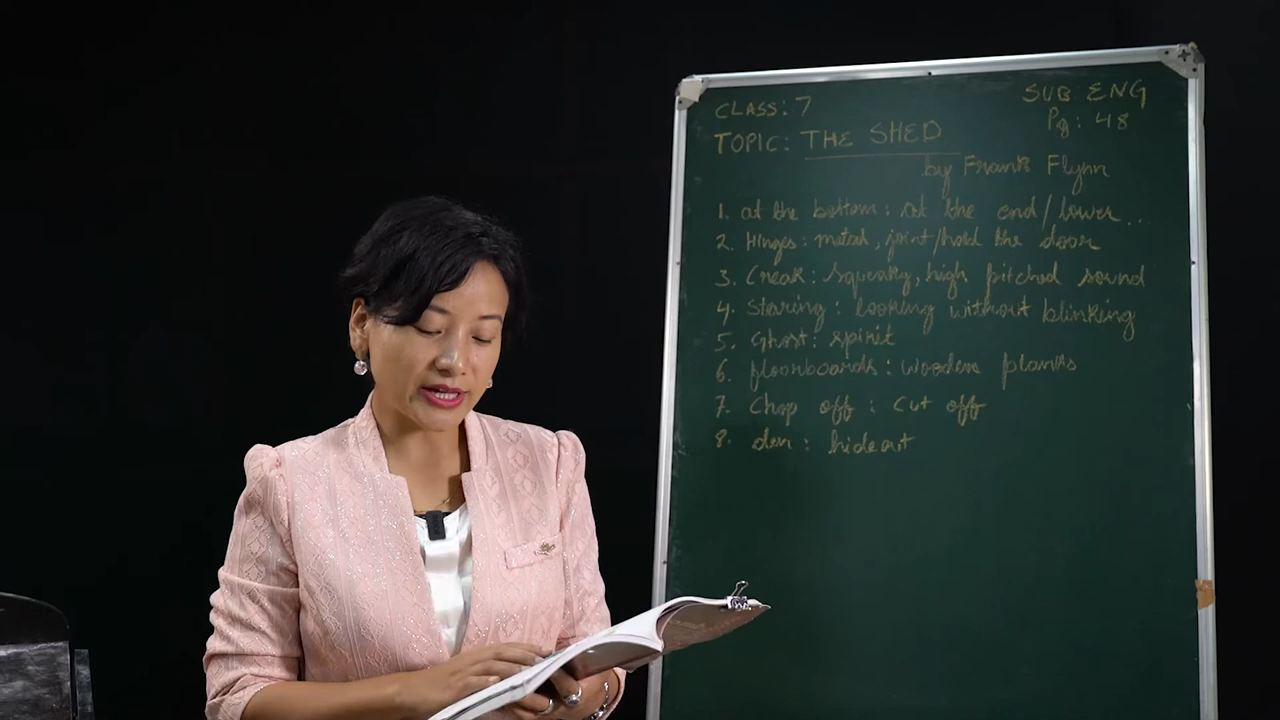 CLASS: 7
SUB ENG
Pg: 48
TOPIC: THE SHED
by Frank Flynn
1. at the bottom: at the end/lower...
2. Hinges: metal, joint/hold the door
3. Creak: squeaky, high pitched sound
4. Staring: looking without blinking
5. Ghost: spirit
6. floorboards: wooden planks
7. Chop off: cut off
8. den: hideout